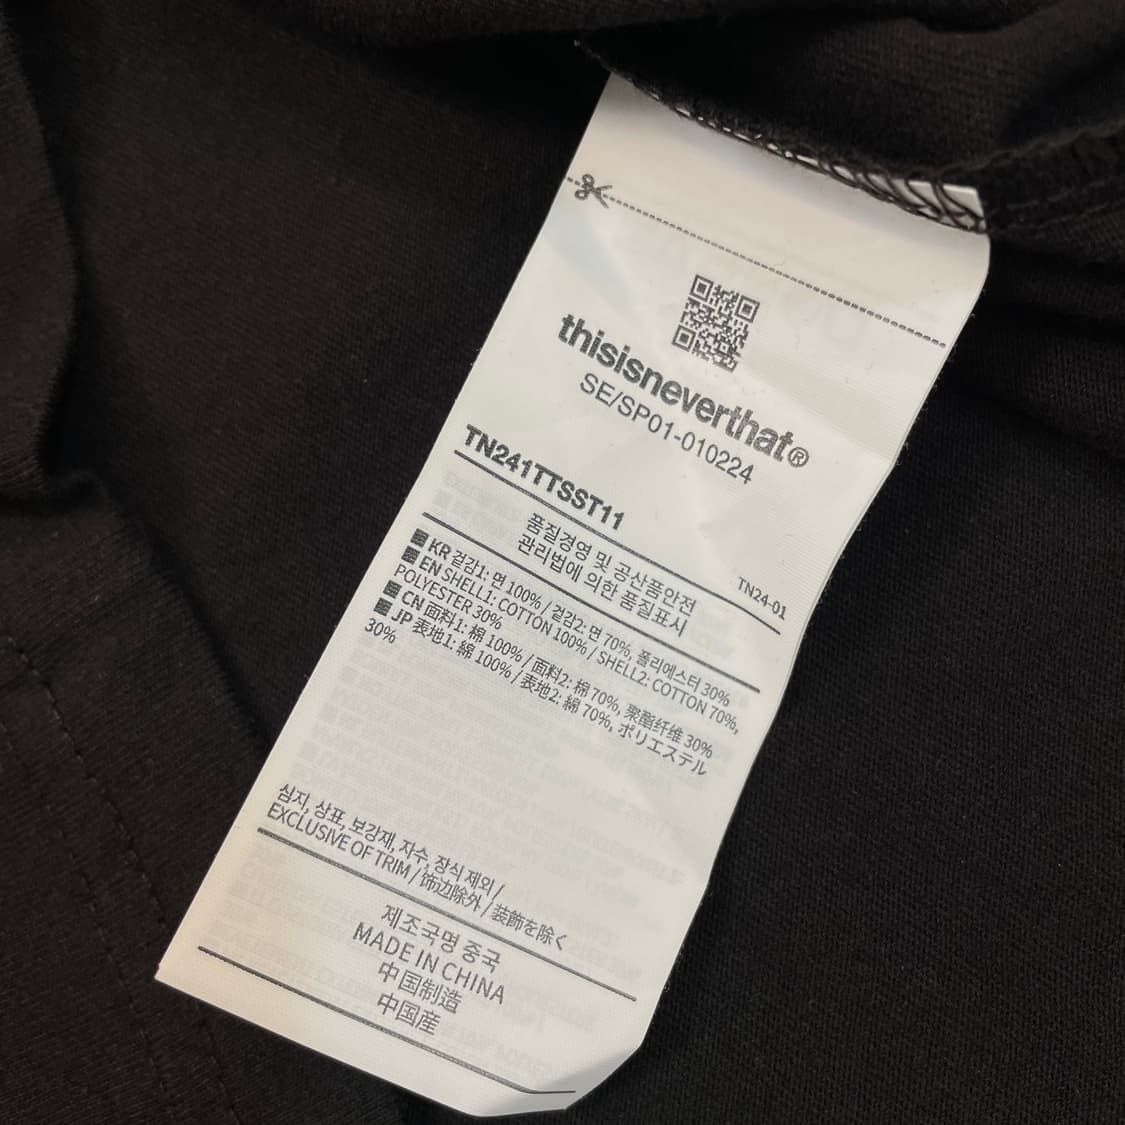 thisisneverthat®
SE/SP01-010224
TN241TTSST11
TN24-01
품질경영 및 공산품안전
관리법에 의한 품질표시
KR 겉감1: 면 100% / 겉감2: 면 70%, 폴리에스터 30%
EN SHELL1: COTTON 100% / SHELL2: COTTON 70%,
POLYESTER 30%
CN 面料1: 棉 100% / 面料2: 棉 70%, 聚酯纤维 30%
JP 表地1: 綿 100% / 表地2: 綿 70%, ポリエステル
30%
심지, 상표, 보강재, 자수, 장식 제외 /
EXCLUSIVE OF TRIM / 饰边除外 / 装飾を除く
제조국명 중국
MADE IN CHINA
中国制造
中国産